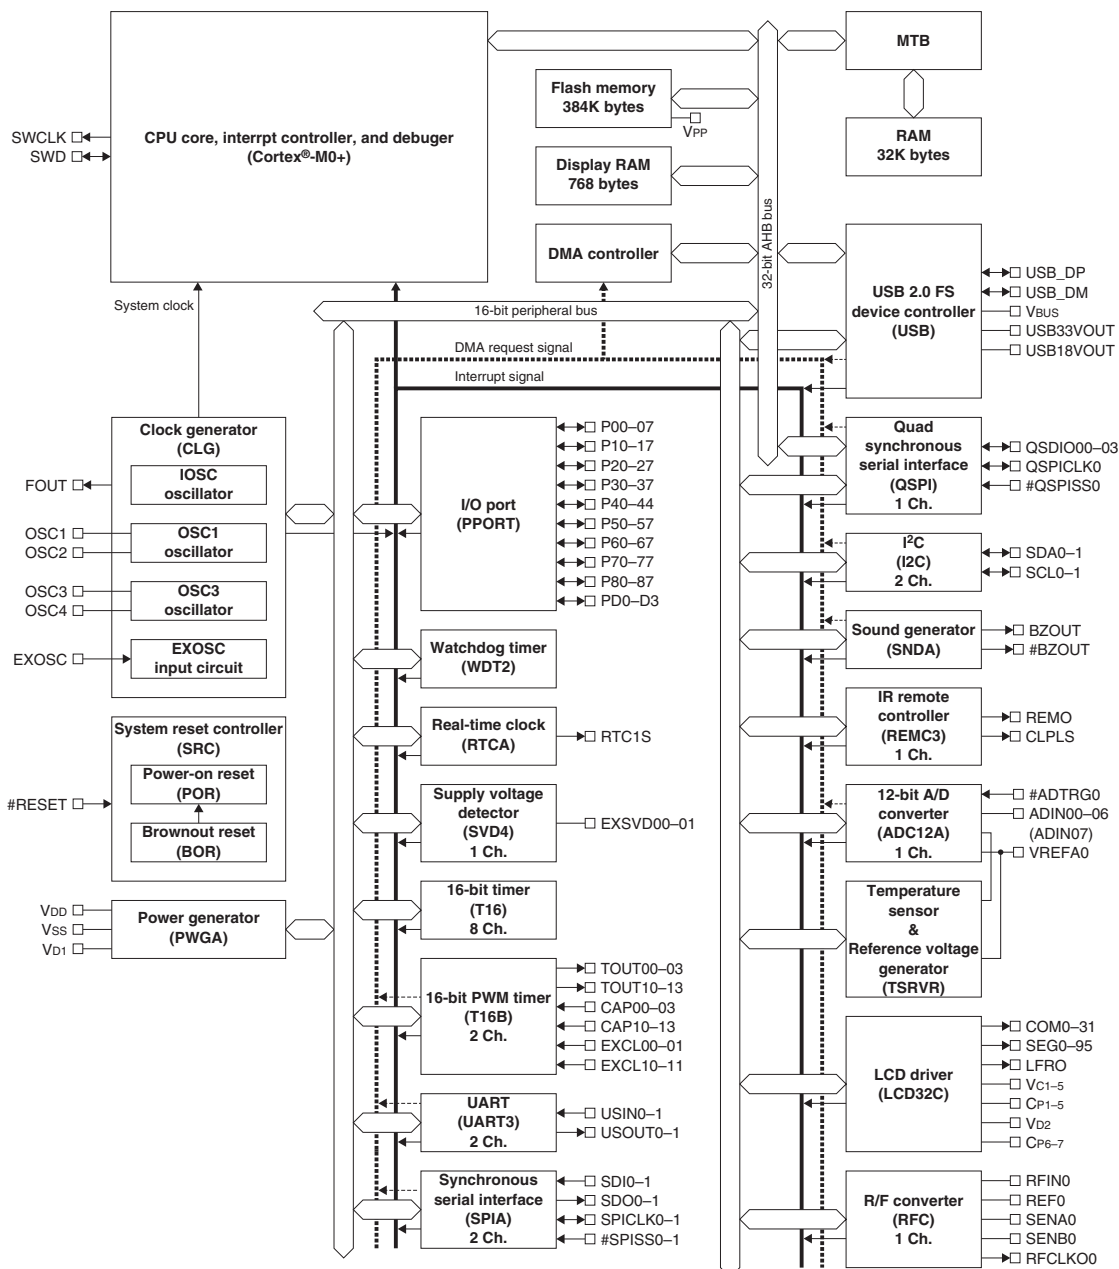 CPU core, interrpt controller, and debuger
(Cortex®-M0+)
SWCLK
SWD
Flash memory
384K bytes
VPP
Display RAM
768 bytes
DMA controller
32-bit AHB bus
MTB
RAM
32K bytes
USB 2.0 FS
device controller
(USB)
USB_DP
USB_DM
VBUS
USB33VOUT
USB18VOUT
System clock
16-bit peripheral bus
DMA request signal
Interrupt signal
Clock generator
(CLG)
IOSC
oscillator
OSC1
oscillator
OSC3
oscillator
EXOSC
input circuit
FOUT
OSC1
OSC2
OSC3
OSC4
EXOSC
System reset controller
(SRC)
Power-on reset
(POR)
Brownout reset
(BOR)
#RESET
Power generator
(PWGA)
VDD
VSS
VD1
I/O port
(PPORT)
P00–07
P10–17
P20–27
P30–37
P40–44
P50–57
P60–67
P70–77
P80–87
PD0–D3
Watchdog timer
(WDT2)
Real-time clock
(RTCA)
RTC1S
Supply voltage
detector
(SVD4)
1 Ch.
EXSVD00–01
16-bit timer
(T16)
8 Ch.
16-bit PWM timer
(T16B)
2 Ch.
TOUT00–03
TOUT10–13
CAP00–03
CAP10–13
EXCL00–01
EXCL10–11
UART
(UART3)
2 Ch.
USIN0–1
USOUT0–1
Synchronous
serial interface
(SPIA)
2 Ch.
SDI0–1
SDO0–1
SPICLK0–1
#SPISS0–1
Quad
synchronous
serial interface
(QSPI)
1 Ch.
QSDIO00–03
QSPICLK0
#QSPISS0
I2C
(I2C)
2 Ch.
SDA0–1
SCL0–1
Sound generator
(SNDA)
BZOUT
#BZOUT
IR remote
controller
(REMC3)
1 Ch.
REMO
CLPLS
12-bit A/D
converter
(ADC12A)
1 Ch.
#ADTRG0
ADIN00–06
(ADIN07)
VREFA0
Temperature
sensor
&
Reference voltage
generator
(TSRVR)
LCD driver
(LCD32C)
COM0–31
SEG0–95
LFRO
VC1–5
CP1–5
VD2
CP6–7
R/F converter
(RFC)
1 Ch.
RFIN0
REF0
SENA0
SENB0
RFCLKO0